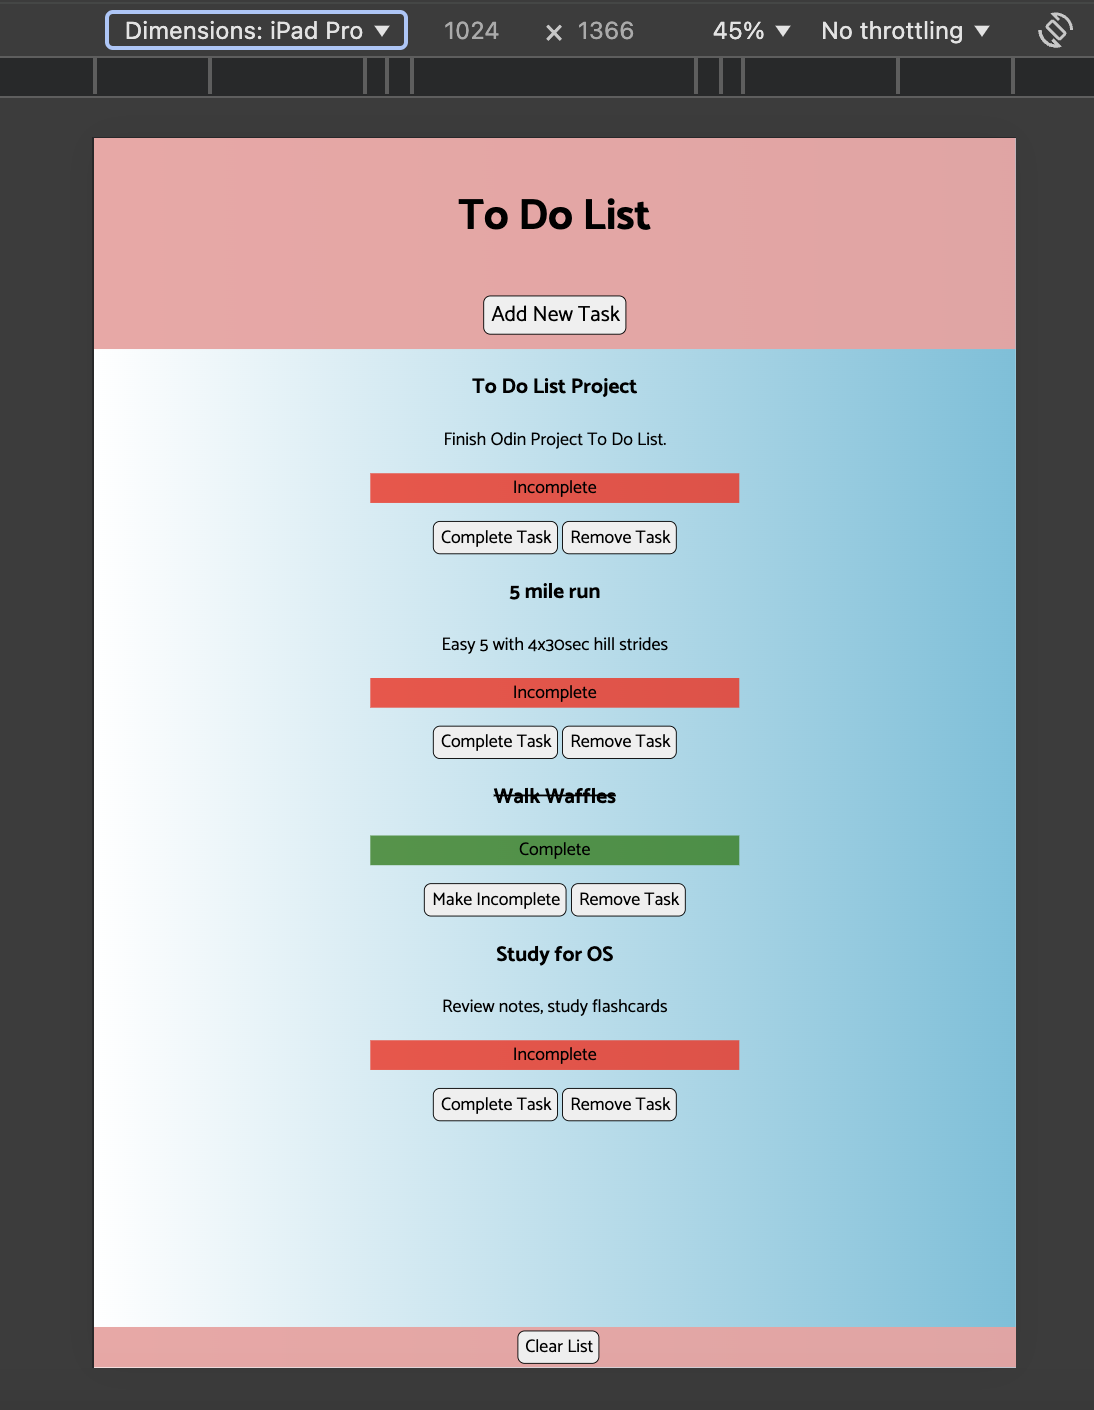 Dimensions: iPad Pro ▼ 1024 × 1366 45% ▼ No throttling ▼
To Do List
Add New Task
To Do List Project
Finish Odin Project To Do List.
Incomplete
Complete Task Remove Task
5 mile run
Easy 5 with 4x30sec hill strides
Incomplete
Complete Task Remove Task
Walk Waffles
Complete
Make Incomplete Remove Task
Study for OS
Review notes, study flashcards
Incomplete
Complete Task Remove Task
Clear List